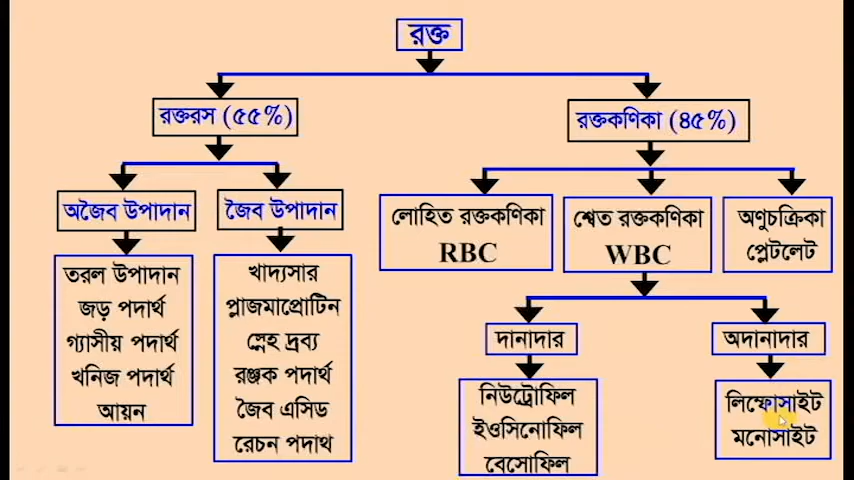 রক্ত
রক্তরস (৫৫%)
রক্তকণিকা (৪৫%)
অজৈব উপাদান
জৈব উপাদান
লোহিত রক্তকণিকা
RBC
শ্বেত রক্তকণিকা
WBC
অণুচক্রিকা
প্লেটলেট
তরল উপাদান
জড় পদার্থ
গ্যাসীয় পদার্থ
খনিজ পদার্থ
আয়ন
খাদ্যসার
প্লাজমাপ্রোটিন
স্নেহ দ্রব্য
রঞ্জক পদার্থ
জৈব এসিড
রেচন পদাথ
দানাদার
অদানাদার
নিউট্রোফিল
ইওসিনোফিল
বেসোফিল
লিম্ফোসাইট
মনোসাইট